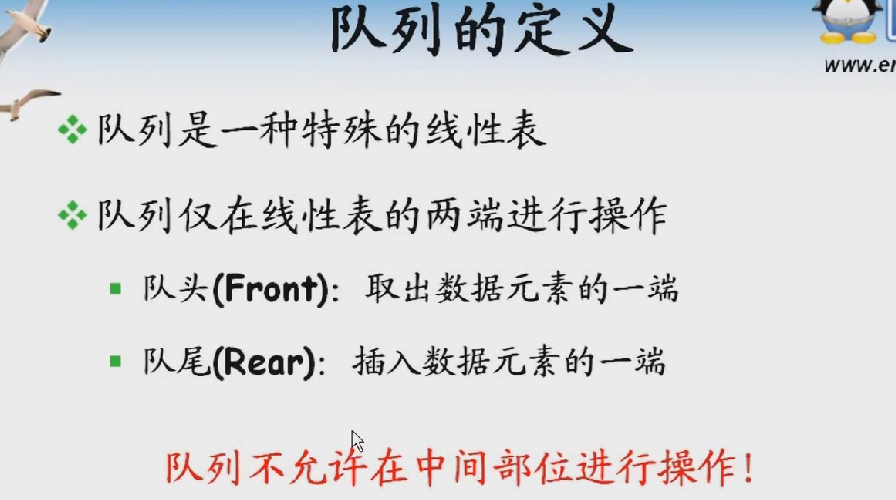 队列的定义
www.en
队列是一种特殊的线性表
队列仅在线性表的两端进行操作
队头(Front)： 取出数据元素的一端
队尾(Rear)： 插入数据元素的一端
队列不允许在中间部位进行操作！